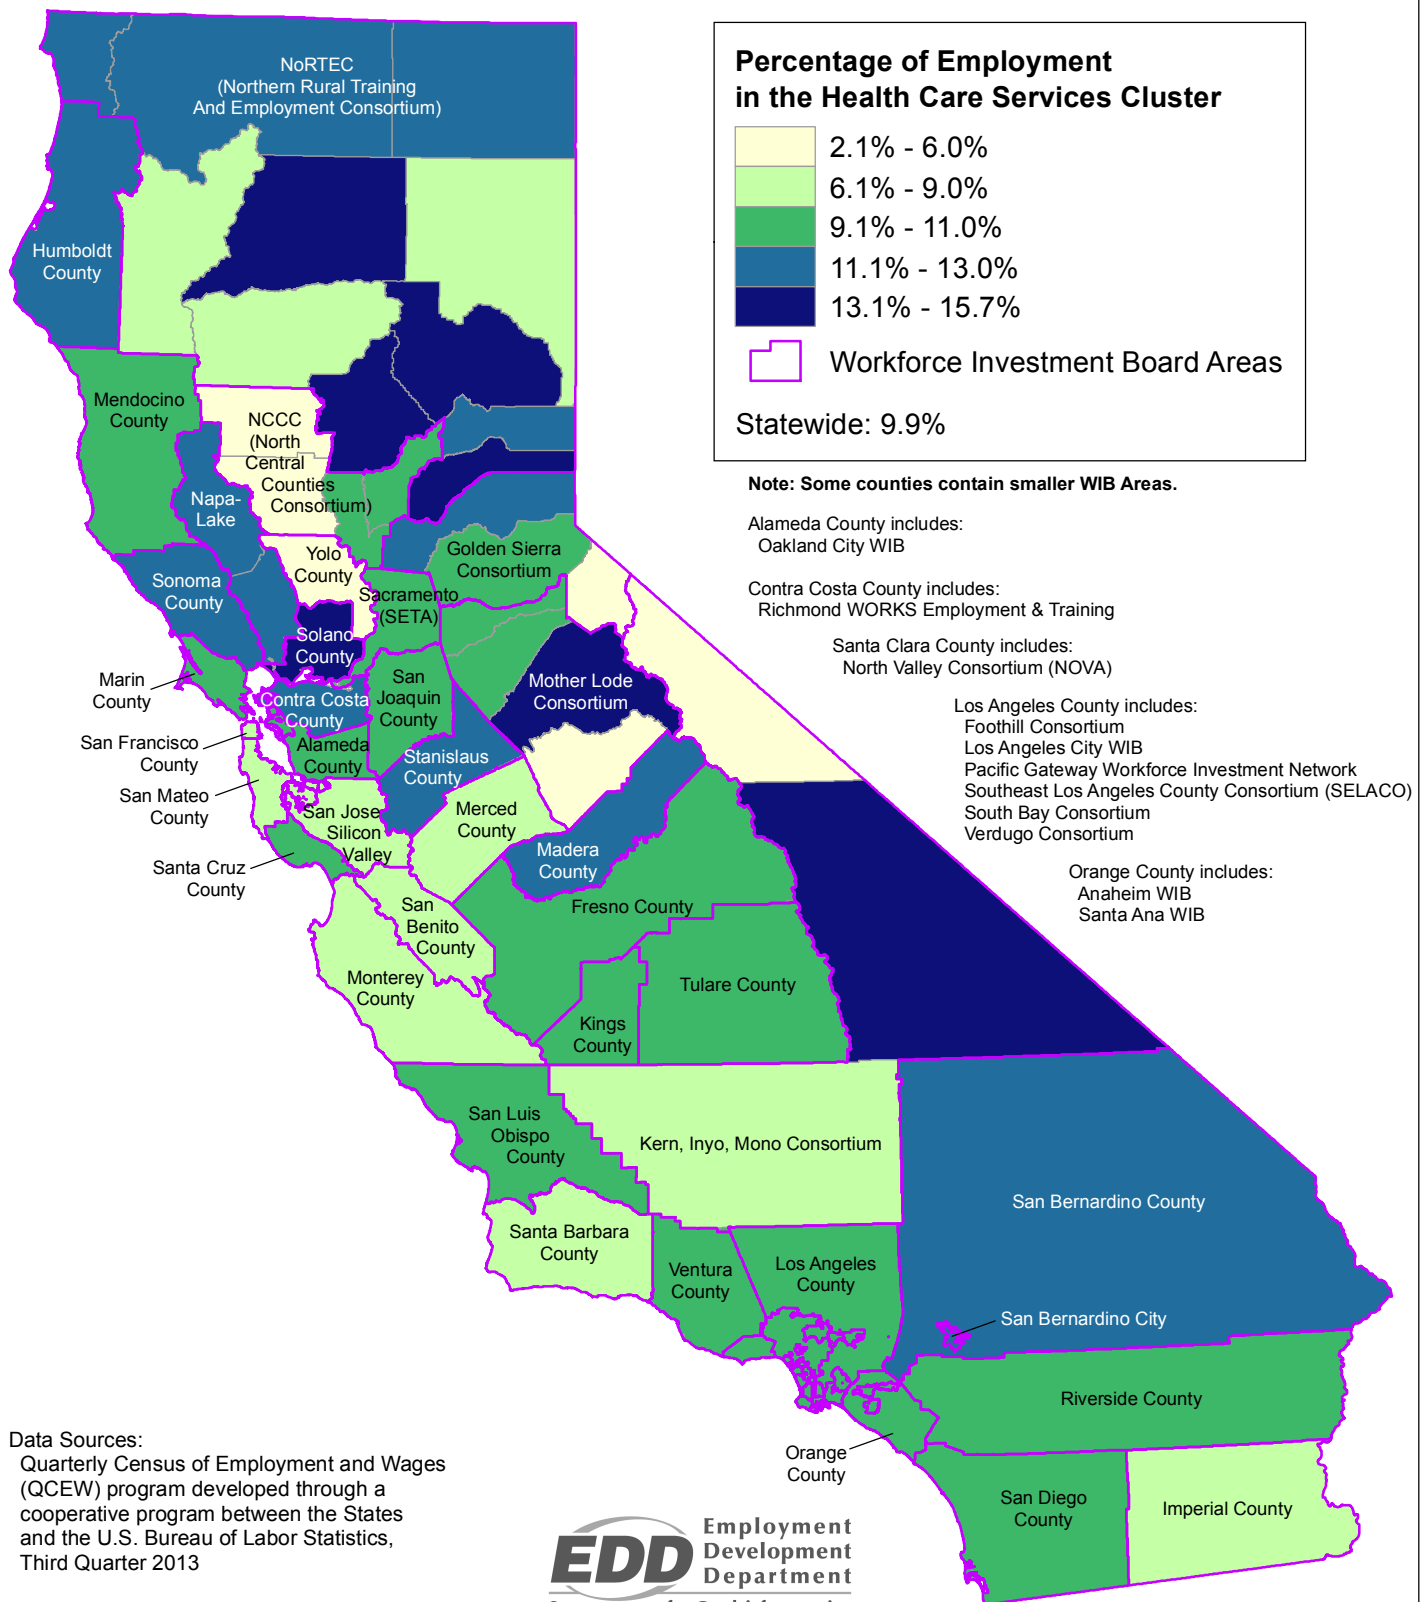 NoRTEC
(Northern Rural Training
And Employment Consortium)
Percentage of Employment
in the Health Care Services Cluster
2.1% - 6.0%
6.1% - 9.0%
9.1% - 11.0%
11.1% - 13.0%
13.1% - 15.7%
Workforce Investment Board Areas
Statewide: 9.9%
Note: Some counties contain smaller WIB Areas.
Alameda County includes:
Oakland City WIB
Contra Costa County includes:
Richmond WORKS Employment & Training
Santa Clara County includes:
North Valley Consortium (NOVA)
Los Angeles County includes:
Foothill Consortium
Los Angeles City WIB
Pacific Gateway Workforce Investment Network
Southeast Los Angeles County Consortium (SELACO)
South Bay Consortium
Verdugo Consortium
Orange County includes:
Anaheim WIB
Santa Ana WIB
Humboldt
County
Mendocino
County
NCCC
(North
Central
Counties
Consortium)
Napa-
Lake
Yolo
County
Golden Sierra
Consortium
Sonoma
County
Sacramento
(SETA)
Solano
County
Marin
County
Contra Costa
County
San
Joaquin
County
Mother Lode
Consortium
San Francisco
County
Alameda
County
Stanislaus
County
San Mateo
County
San Jose
Silicon
Valley
Merced
County
Santa Cruz
County
Madera
County
San
Benito
County
Fresno County
Monterey
County
Tulare County
Kings
County
San Luis
Obispo
County
Kern, Inyo, Mono Consortium
San Bernardino County
Santa Barbara
County
Ventura
County
Los Angeles
County
San Bernardino City
Riverside County
Orange
County
San Diego
County
Imperial County
Data Sources:
Quarterly Census of Employment and Wages
(QCEW) program developed through a
cooperative program between the States
and the U.S. Bureau of Labor Statistics,
Third Quarter 2013
EDD
Employment
Development
Department